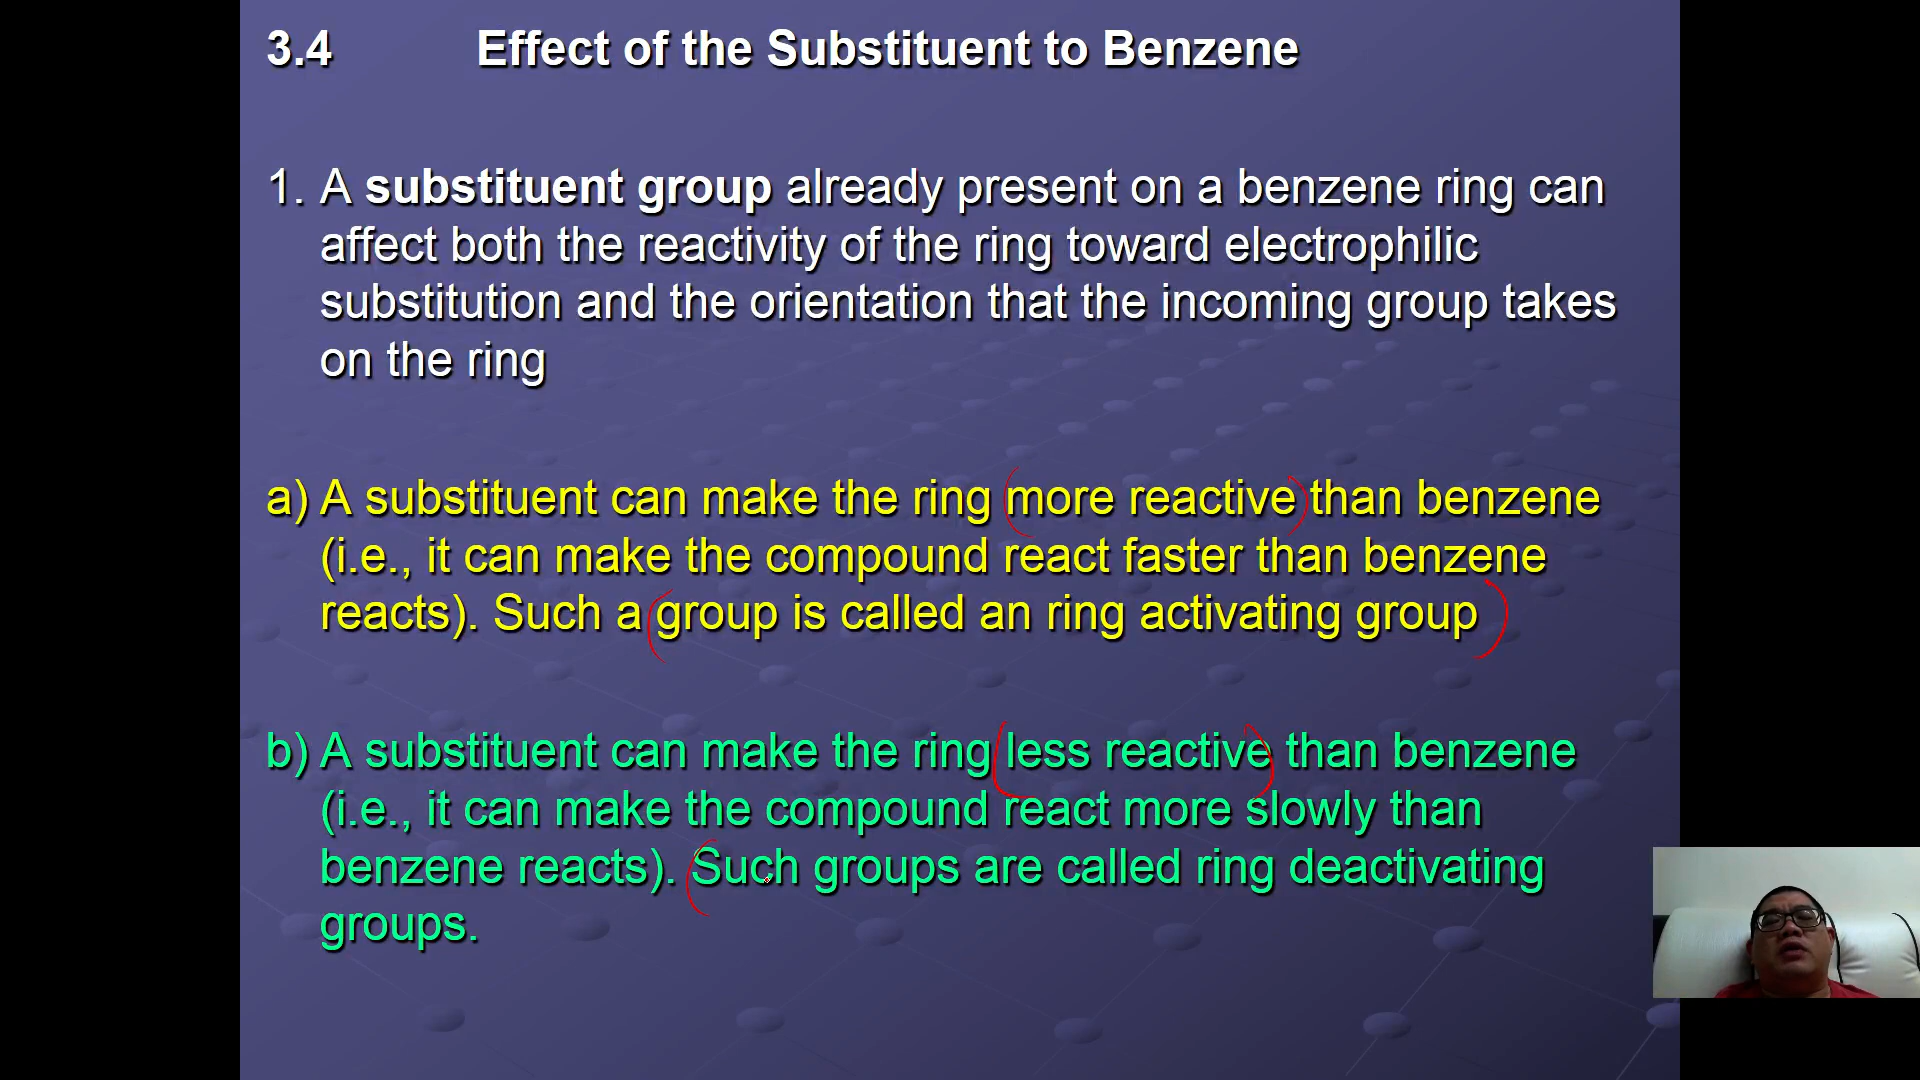 3.4 Effect of the Substituent to Benzene
1. A substituent group already present on a benzene ring can
affect both the reactivity of the ring toward electrophilic
substitution and the orientation that the incoming group takes
on the ring
a) A substituent can make the ring more reactive than benzene
(i.e., it can make the compound react faster than benzene
reacts). Such a group is called an ring activating group
b) A substituent can make the ring less reactive than benzene
(i.e., it can make the compound react more slowly than
benzene reacts). Such groups are called ring deactivating
groups.